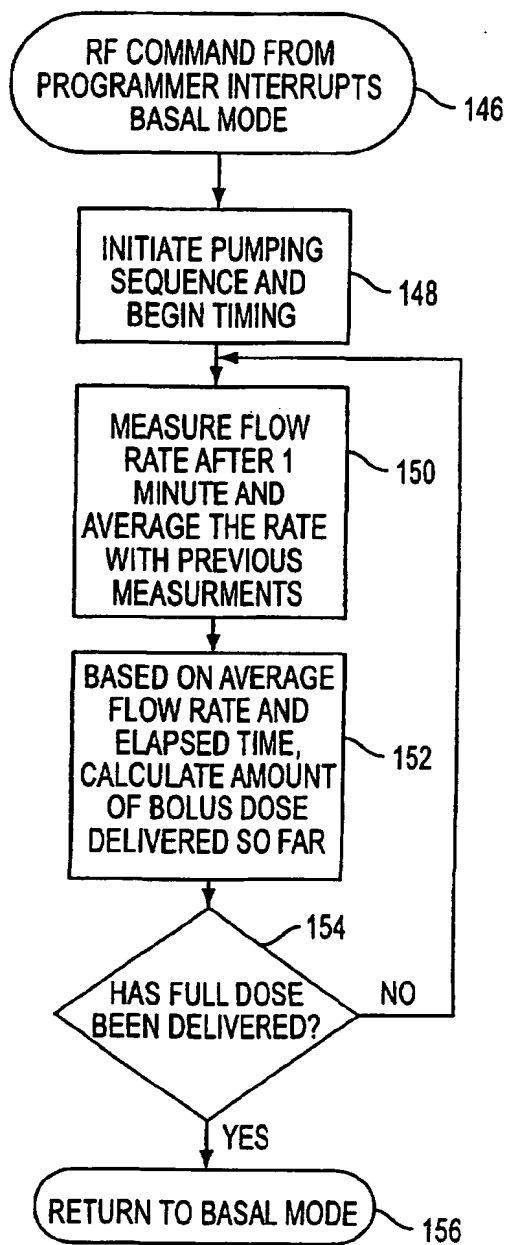 RF COMMAND FROM
PROGRAMMER INTERRUPTS
BASAL MODE
146
INITIATE PUMPING
SEQUENCE AND
BEGIN TIMING
148
MEASURE FLOW
RATE AFTER 1
MINUTE AND
AVERAGE THE RATE
WITH PREVIOUS
MEASURMENTS
150
BASED ON AVERAGE
FLOW RATE AND
ELAPSED TIME,
CALCULATE AMOUNT
OF BOLUS DOSE
DELIVERED SO FAR
152
154
HAS FULL DOSE
BEEN DELIVERED?
NO
YES
RETURN TO BASAL MODE
156